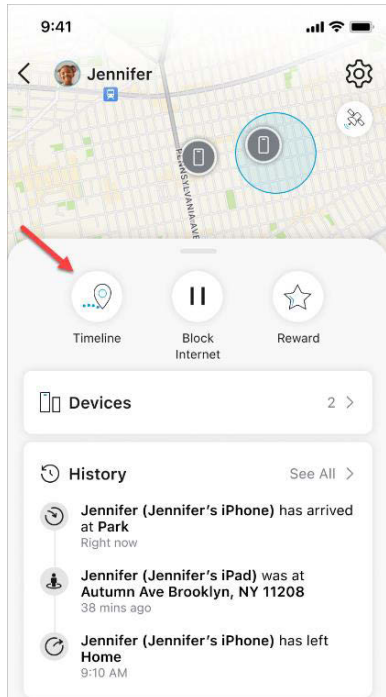 9:41
Jennifer
PENNSYLVANIA AVE
Timeline
Block
Internet
Reward
Devices
2
History
See All
Jennifer (Jennifer's iPhone) has arrived
at Park
Right now
Jennifer (Jennifer's iPad) was at
Autumn Ave Brooklyn, NY 11208
38 mins ago
Jennifer (Jennifer's iPhone) has left
Home
9:10 AM